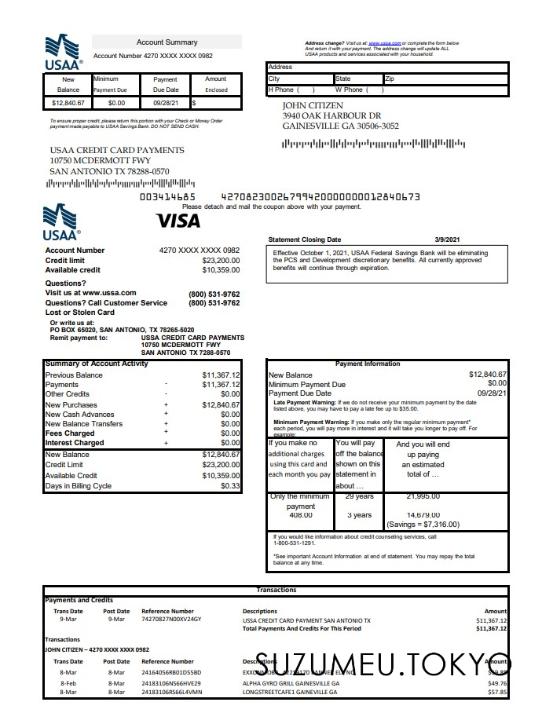 USAA®
Account Summary
Account Number 4270 XXXX XXXX 0982
New Balance
Minimum Payment Due
Payment Due Date
Amount Enclosed
$12,840.67
$0.00
09/28/21
$
To ensure proper credit, please return this portion with your Check or Money Order
payment made payable to USAA Savings Bank. DO NOT SEND CASH.
Address change? Visit us at: www.usaa.com or complete the form below
And return it with your payment. The address change will update ALL
USAA products and services associated with your household.
Address
City State Zip
H Phone ( ) W Phone ( )
JOHN CITIZEN
3940 OAK HARBOUR DR
GAINESVILLE GA 30506-3052
USAA CREDIT CARD PAYMENTS
10750 MCDERMOTT FWY
SAN ANTONIO TX 78288-0570
003414685 42708230026799420000000012840673
Please detach and mail the coupon above with your payment.
USAA®
VISA
Account Number 4270 XXXX XXXX 0982
Credit limit $23,200.00
Available credit $10,359.00
Questions?
Visit us at www.usaa.com (800) 531-9762
Questions? Call Customer Service (800) 531-9762
Lost or Stolen Card
Or write us at:
PO BOX 65020, SAN ANTONIO, TX 78265-5020
Remit payment to: USAA CREDIT CARD PAYMENTS
10750 MCDERMOTT FWY
SAN ANTONIO TX 7288-0570
Statement Closing Date 3/9/2021
Effective October 1, 2021, USAA Federal Savings Bank will be eliminating
the PCS and Development discretionary benefits. All currently approved
benefits will continue through expiration.
Summary of Account Activity
Previous Balance $11,367.12
Payments - $11,367.12
Other Credits - $0.00
New Purchases + $12,840.67
New Cash Advances + $0.00
New Balance Transfers + $0.00
Fees Charged + $0.00
Interest Charged + $0.00
New Balance $12,840.67
Credit Limit $23,200.00
Available Credit $10,359.00
Days in Billing Cycle $0.33
Payment Information
New Balance $12,840.67
Minimum Payment Due $0.00
Payment Due Date 09/28/21
Late Payment Warning: If we do not receive your minimum payment by the date
listed above, you may have to pay a late fee up to $35.00.
Minimum Payment Warning: If you make only the regular minimum payment*
each period, you will pay more in interest and it will take you longer to pay off. For
example:
If you make no additional charges using this card and each month you pay
You will pay off the balance shown on this statement in about ...
And you will end up paying an estimated total of ...
Only the minimum payment 29 years 21,995.00
408.00 3 years 14,679.00
(Savings = $7,316.00)
If you would like information about credit counseling services, call
1-800-531-1291.
*See important Account Information at end of statement. You may repay the total
balance at any time.
Transactions
Payments and Credits
Trans Date Post Date Reference Number Descriptions Amount
9-Mar 9-Mar 74270827N00XV24GY USSA CREDIT CARD PAYMENT SAN ANTONIO TX $11,367.12
Total Payments And Credits For This Period $11,367.12
Transactions
JOHN CITIZEN – 4270 XXXX XXXX 0982
Trans Date Post Date Reference Number Descriptions Amount
8-Mar 8-Mar
8-Feb 8-Mar 24183106NS66HVE29 ALPHA GYRO GRILL GAINESVILLE GA $49.76
8-Mar 8-Mar 24183106RS66L4VMN LONGSTREETCAFE1 GAINESVILLE GA $57.85
SUZUMEU.TOKYO